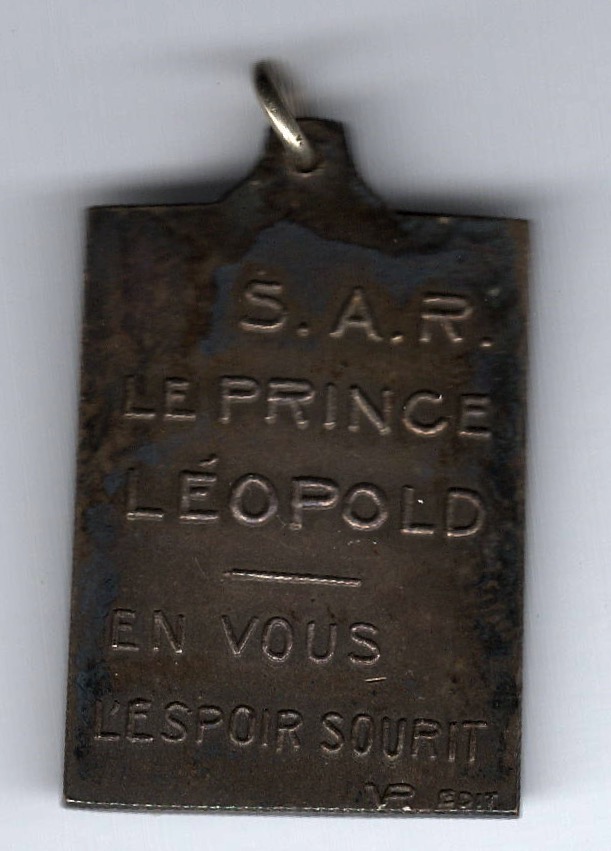 S.A.R.
LE PRINCE
LÉOPOLD
EN VOUS
L'ESPOIR SOURIT
EDIT